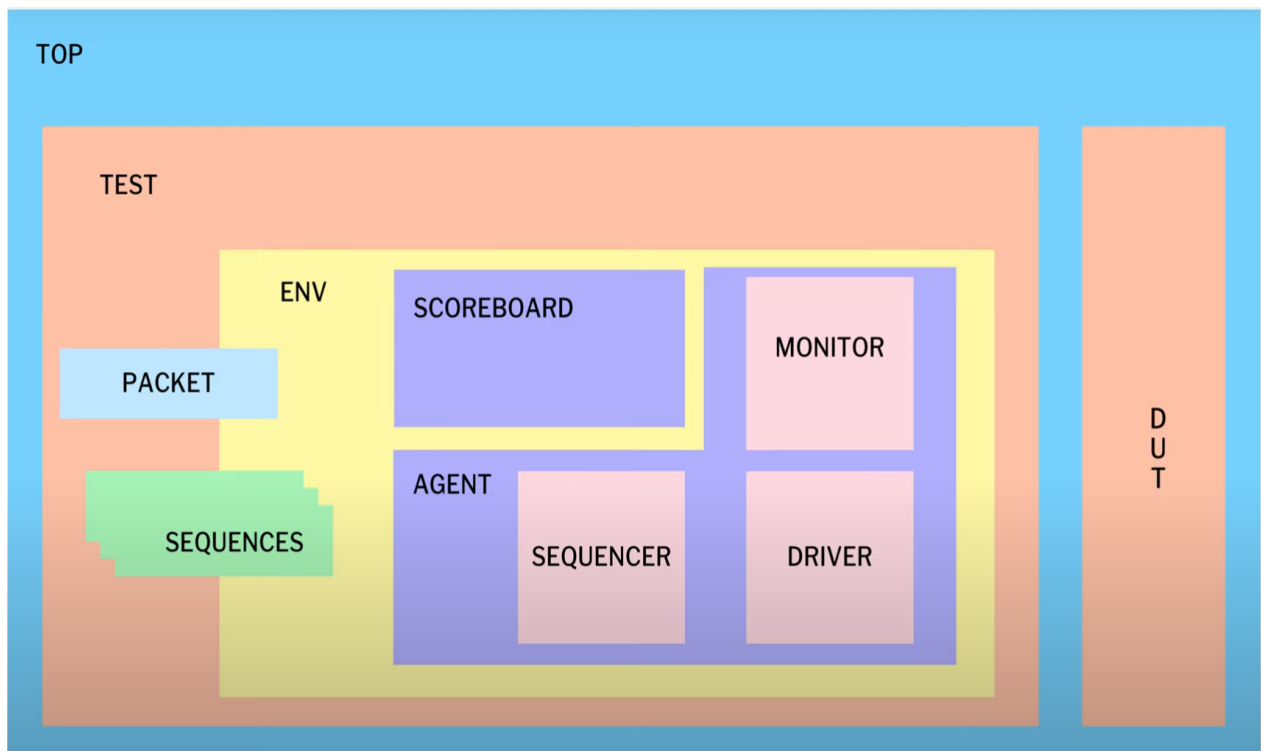 TOP
TEST
ENV
SCOREBOARD
MONITOR
PACKET
AGENT
SEQUENCES
SEQUENCER
DRIVER
D
U
T